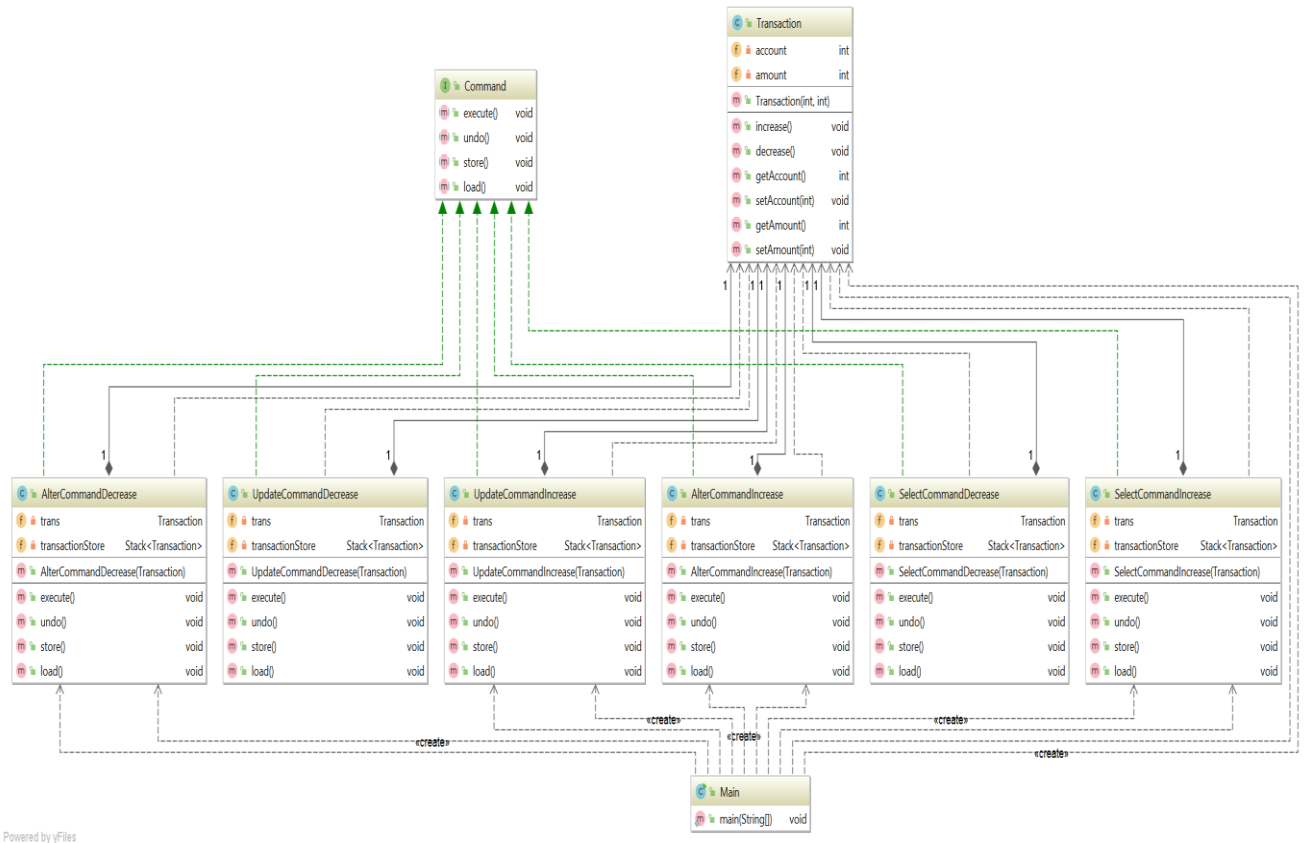 Transaction
account int
amount int
Transaction(int, int)
increase() void
decrease() void
getAccount() int
setAccount(int) void
getAmount() int
setAmount(int) void
Command
execute() void
undo() void
store() void
load() void
1 1 1 1 1 1
1 1 1 1 1 1
AlterCommandDecrease
trans Transaction
transactionStore Stack<Transaction>
AlterCommandDecrease(Transaction)
execute() void
undo() void
store() void
load() void
UpdateCommandDecrease
trans Transaction
transactionStore Stack<Transaction>
UpdateCommandDecrease(Transaction)
execute() void
undo() void
store() void
load() void
UpdateCommandIncrease
trans Transaction
transactionStore Stack<Transaction>
UpdateCommandIncrease(Transaction)
execute() void
undo() void
store() void
load() void
AlterCommandIncrease
trans Transaction
transactionStore Stack<Transaction>
AlterCommandIncrease(Transaction)
execute() void
undo() void
store() void
load() void
SelectCommandDecrease
trans Transaction
transactionStore Stack<Transaction>
SelectCommandDecrease(Transaction)
execute() void
undo() void
store() void
load() void
SelectCommandIncrease
trans Transaction
transactionStore Stack<Transaction>
SelectCommandIncrease(Transaction)
execute() void
undo() void
store() void
load() void
«create»
«create»
«create»
«create»
«create»
Main
main(String[]) void
Powered by yFiles